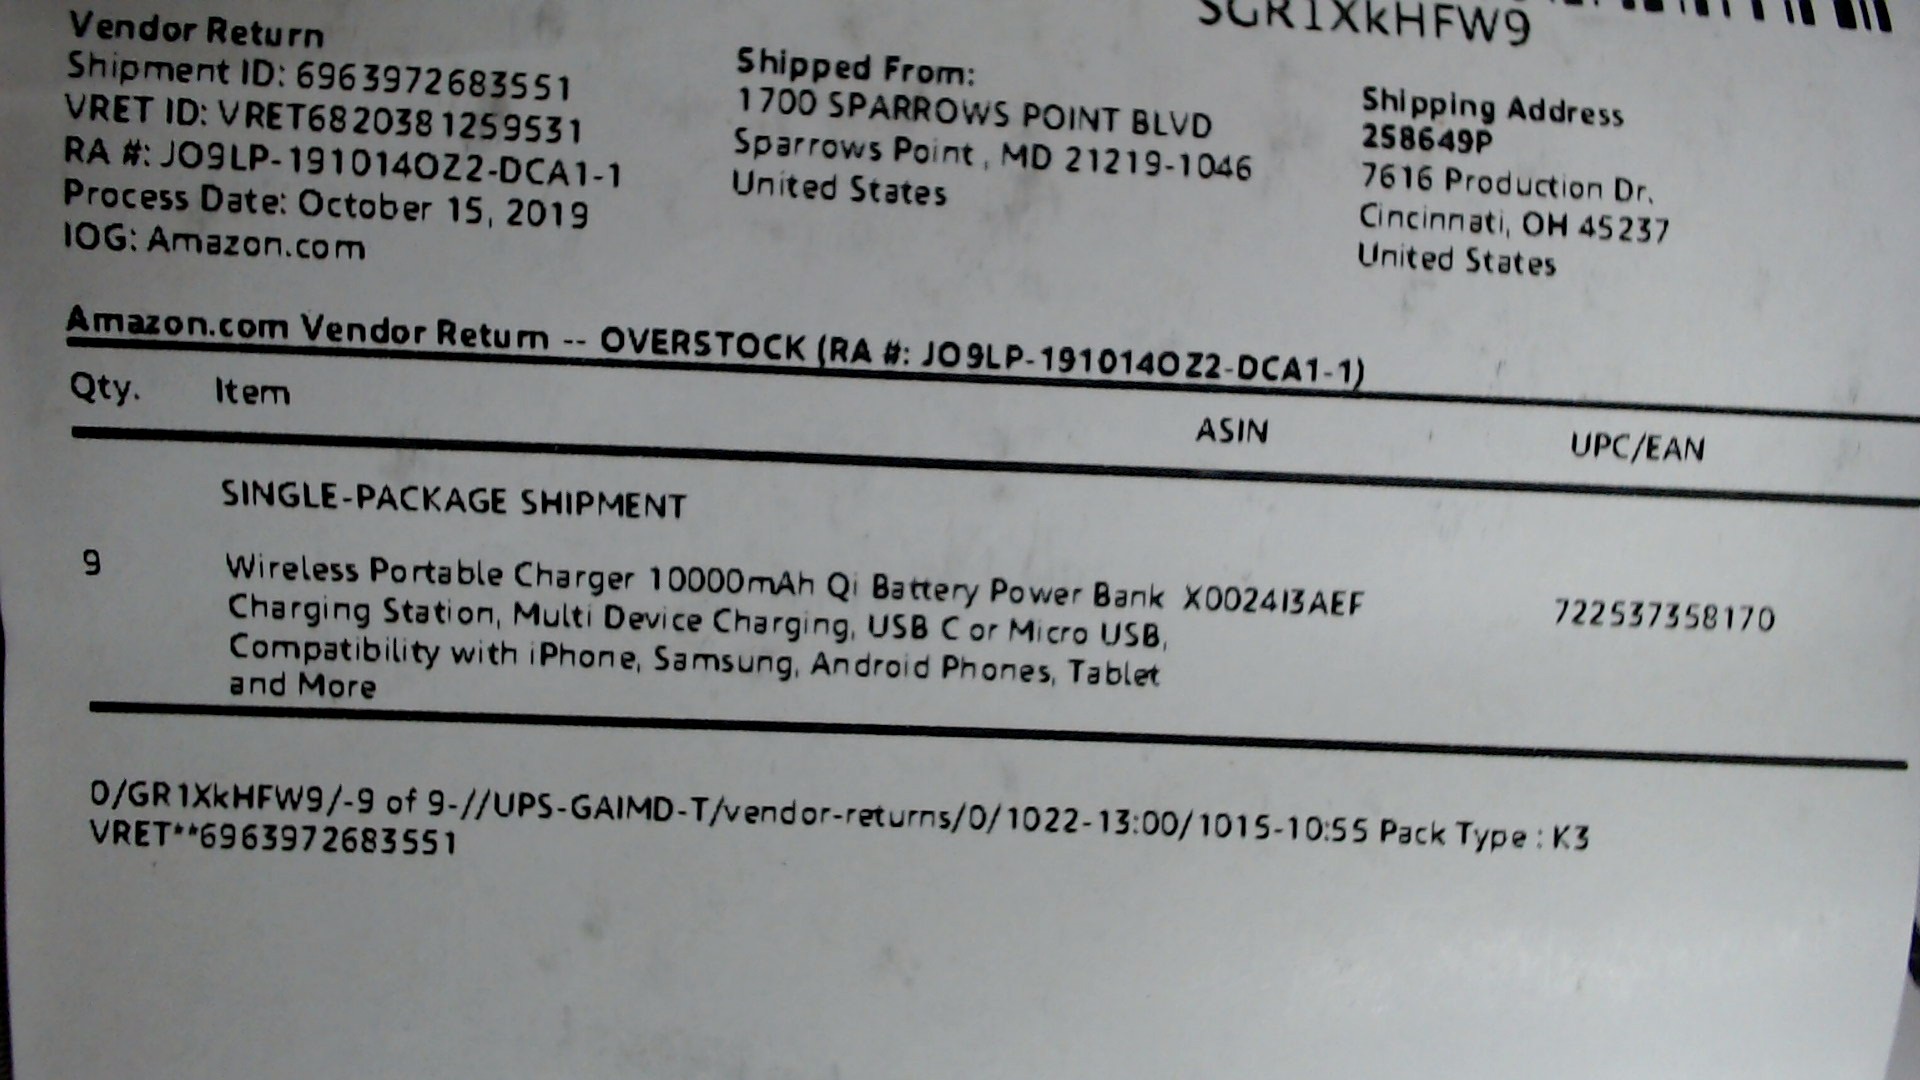 SGR1XkHFW9
Vendor Return
Shipment ID: 6963972683551
VRET ID: VRET6820381259531
RA #: JO9LP-191014OZ2-DCA1-1
Process Date: October 15, 2019
IOG: Amazon.com
Shipped From:
1700 SPARROWS POINT BLVD
Sparrows Point, MD 21219-1046
United States
Shipping Address
258649P
7616 Production Dr.
Cincinnati, OH 45237
United States
Amazon.com Vendor Return -- OVERSTOCK (RA #: JO9LP-191014OZ2-DCA1-1)
Qty. Item ASIN UPC/EAN
SINGLE-PACKAGE SHIPMENT
9 Wireless Portable Charger 10000mAh Qi Battery Power Bank X0024I3AEF 722537358170
Charging Station, Multi Device Charging, USB C or Micro USB,
Compatibility with iPhone, Samsung, Android Phones, Tablet
and More
0/GR1XkHFW9/-9 of 9-//UPS-GAIMD-T/vendor-returns/0/1022-13:00/1015-10:55 Pack Type : K3
VRET**6963972683551